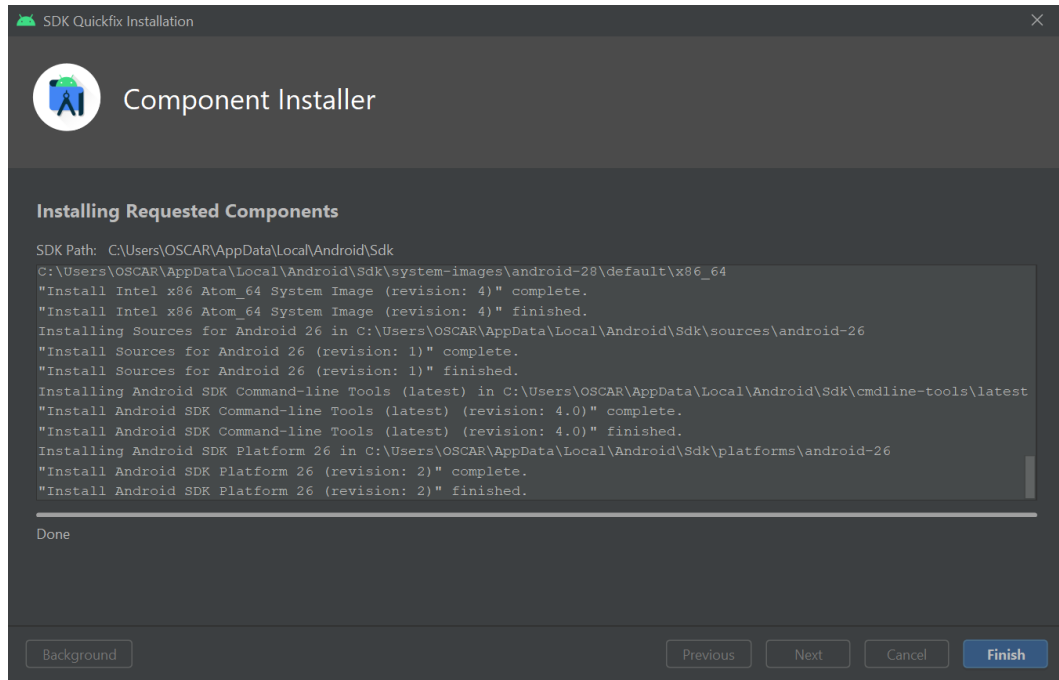 SDK Quickfix Installation
Component Installer
Installing Requested Components
SDK Path: C:\Users\OSCAR\AppData\Local\Android\Sdk
C:\Users\OSCAR\AppData\Local\Android\Sdk\system-images\android-28\default\x86_64
"Install Intel x86 Atom_64 System Image (revision: 4)" complete.
"Install Intel x86 Atom_64 System Image (revision: 4)" finished.
Installing Sources for Android 26 in C:\Users\OSCAR\AppData\Local\Android\Sdk\sources\android-26
"Install Sources for Android 26 (revision: 1)" complete.
"Install Sources for Android 26 (revision: 1)" finished.
Installing Android SDK Command-line Tools (latest) in C:\Users\OSCAR\AppData\Local\Android\Sdk\cmdline-tools\latest
"Install Android SDK Command-line Tools (latest) (revision: 4.0)" complete.
"Install Android SDK Command-line Tools (latest) (revision: 4.0)" finished.
Installing Android SDK Platform 26 in C:\Users\OSCAR\AppData\Local\Android\Sdk\platforms\android-26
"Install Android SDK Platform 26 (revision: 2)" complete.
"Install Android SDK Platform 26 (revision: 2)" finished.
Done
Background Previous Next Cancel Finish